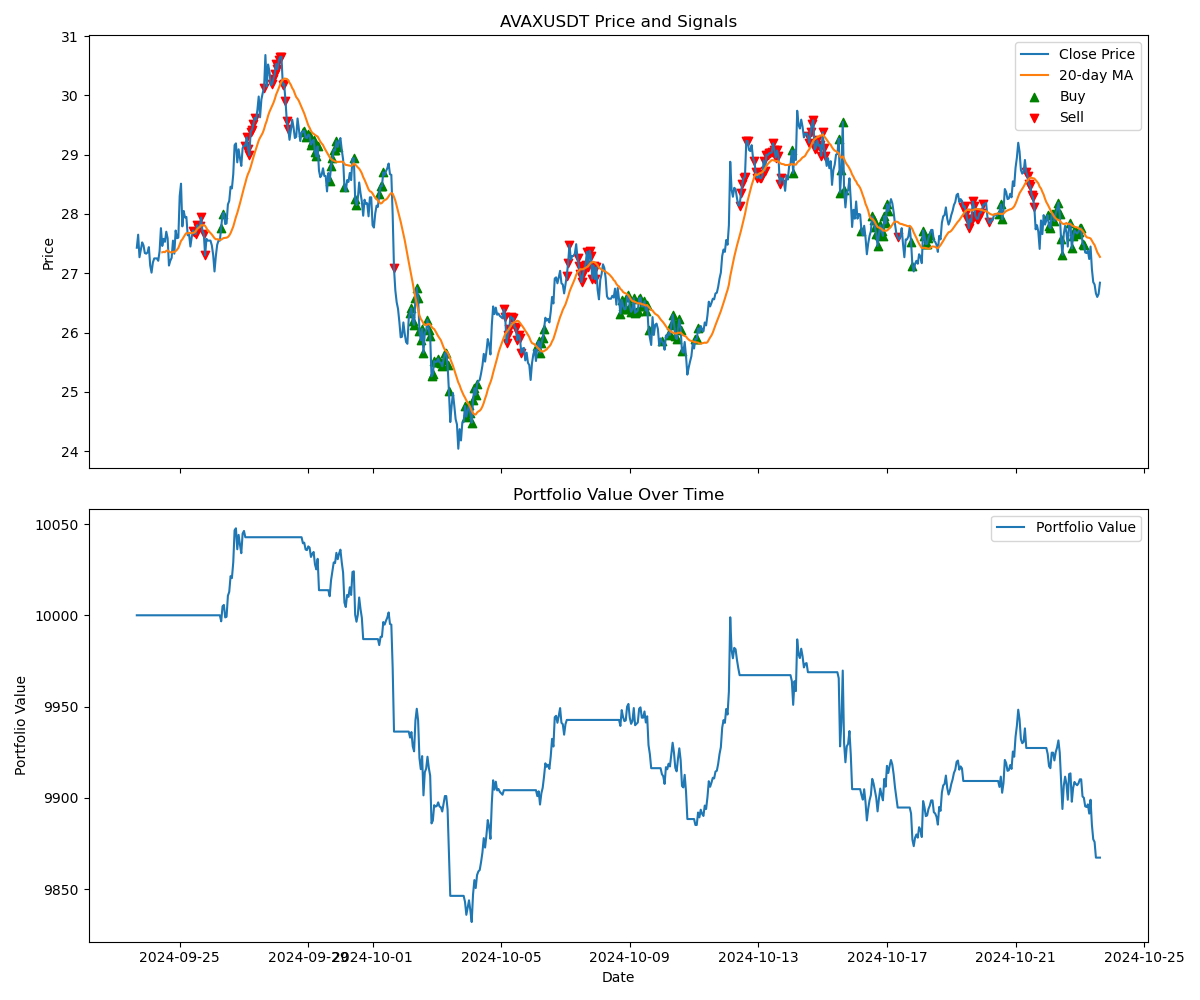 AVAXUSDT Price and Signals
Price
31
30
29
28
27
26
25
24
Close Price
20-day MA
Buy
Sell
Portfolio Value Over Time
Portfolio Value
10050
10000
9950
9900
9850
Portfolio Value
2024-09-25
2024-09-29
2024-10-01
2024-10-05
2024-10-09
2024-10-13
2024-10-17
2024-10-21
2024-10-25
Date